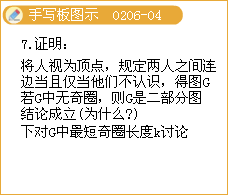 手写板图示 0206-04
7.证明：
将人视为顶点，规定两人之间连
边当且仅当他们不认识，得图G
若G中无奇圈，则G是二部分图
结论成立(为什么?)
下对G中最短奇圈长度k讨论